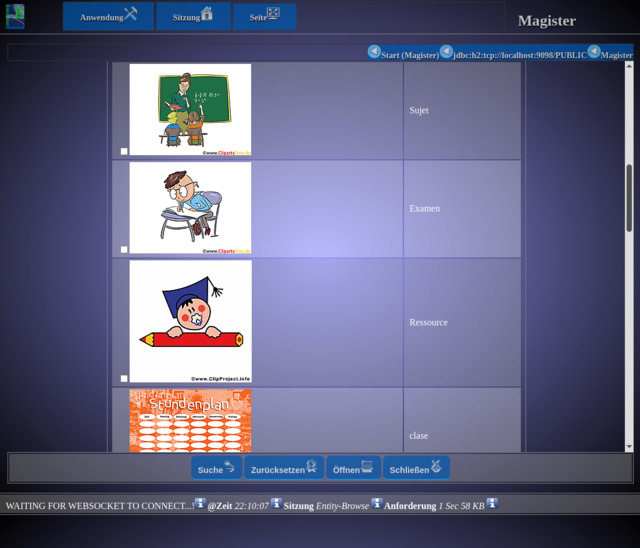 Anwendung Sitzung Seite
Magister
Start (Magister) jdbc:h2:tcp://localhost:9098/PUBLIC Magister
©www.ClipartsFree.de
Sujet
©www.ClipartsFree.de
Examen
©www.ClipProject.info
Ressource
Stundenplan
clase
Suche Zurücksetzen Öffnen Schließen
WAITING FOR WEBSOCKET TO CONNECT...! @Zeit 22:10:07 Sitzung Entity-Browse Anforderung 1 Sec 58 KB